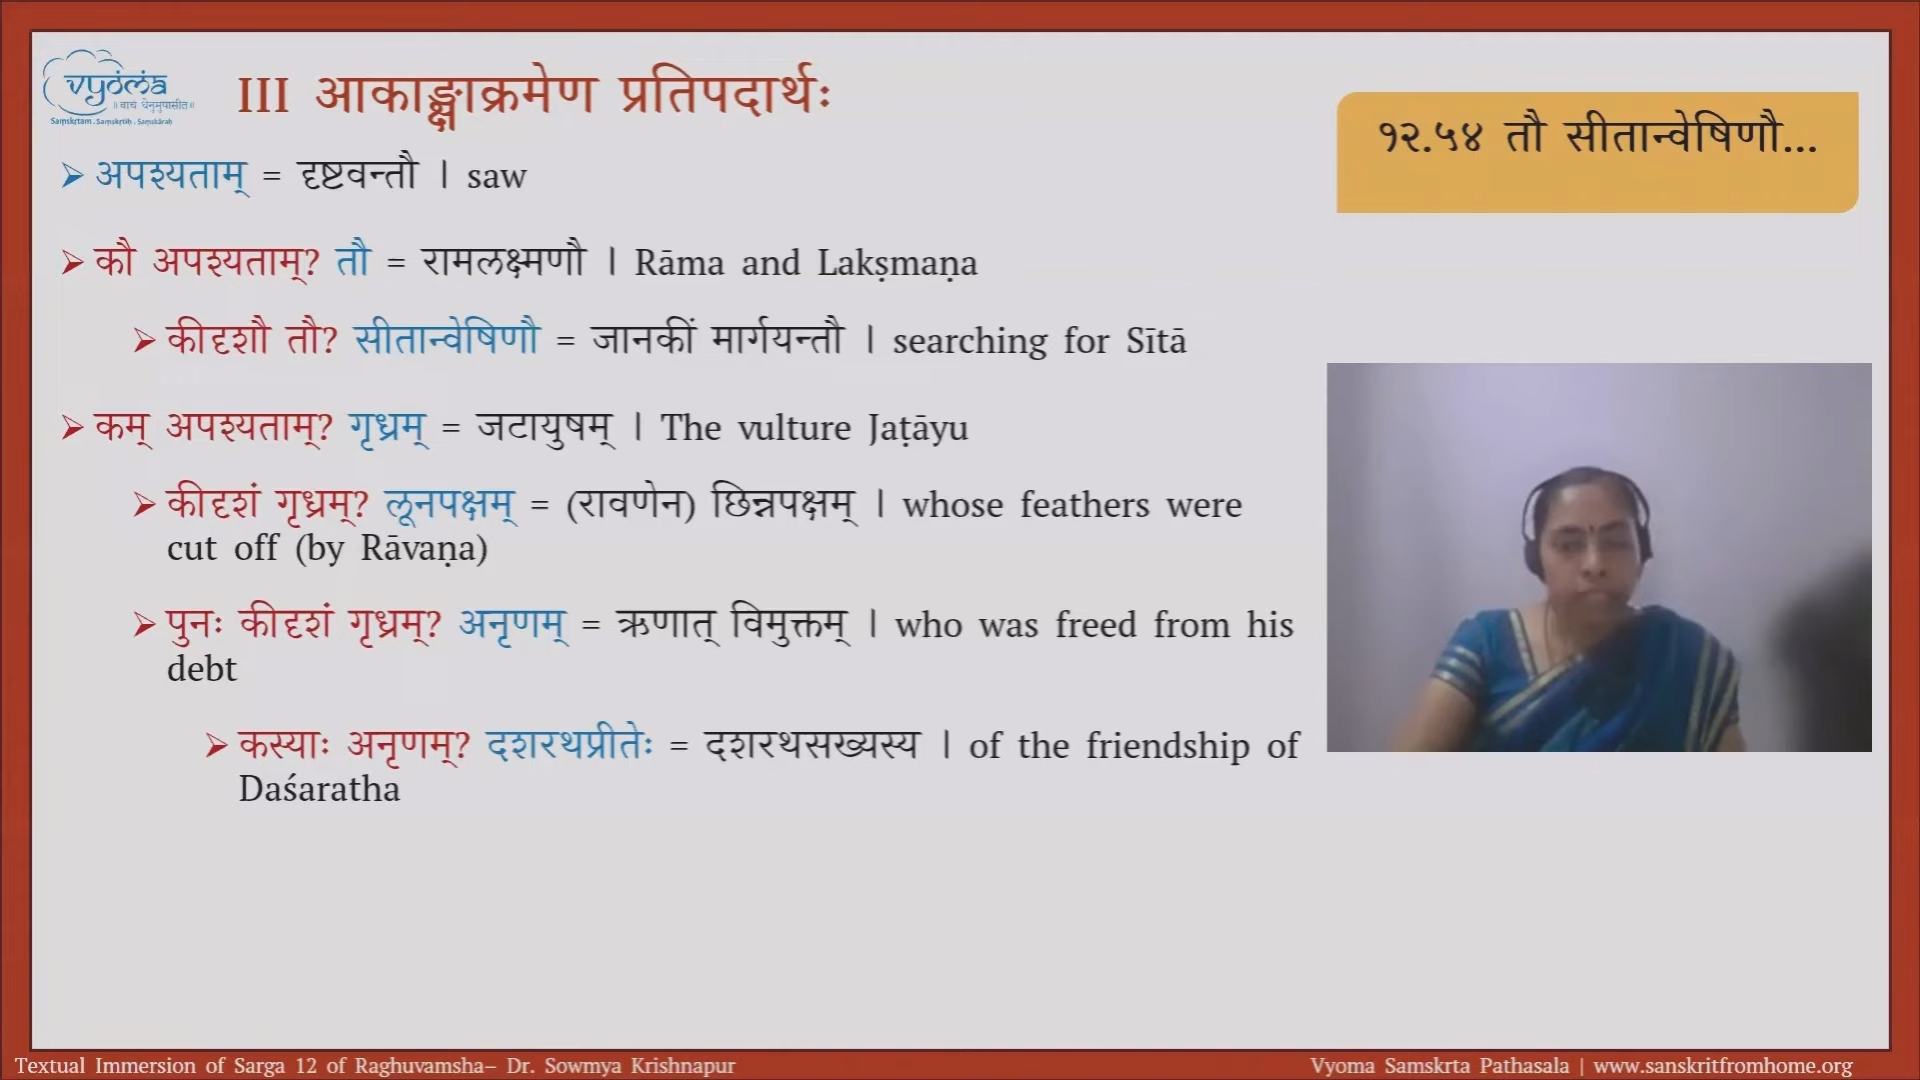 vyoma
॥ वाचं धेनुमुपासीत॥
Saṃskṛtam . Saṃskṛtiḥ . Saṃskāraḥ
III आकाङ्क्षाक्रमेण प्रतिपदार्थः
१२.५४ तौ सीतान्वेषिणौ...
➢ अपश्यताम् = दृष्टवन्तौ । saw
➢ कौ अपश्यताम्? तौ = रामलक्ष्मणौ । Rāma and Lakṣmaṇa
➢ कीदृशौ तौ? सीतान्वेषिणौ = जानकीं मार्गयन्तौ । searching for Sītā
➢ कम् अपश्यताम्? गृध्रम् = जटायुषम् । The vulture Jaṭāyu
➢ कीदृशं गृध्रम्? लूनपक्षम् = (रावणेन) छिन्नपक्षम् । whose feathers were
cut off (by Rāvaṇa)
➢ पुनः कीदृशं गृध्रम्? अनृणम् = ऋणात् विमुक्तम् । who was freed from his
debt
➢ कस्याः अनृणम्? दशरथप्रीतेः = दशरथसख्यस्य । of the friendship of
Daśaratha
Textual Immersion of Sarga 12 of Raghuvamsha– Dr. Sowmya Krishnapur
Vyoma Samskrta Pathasala | www.sanskritfromhome.org